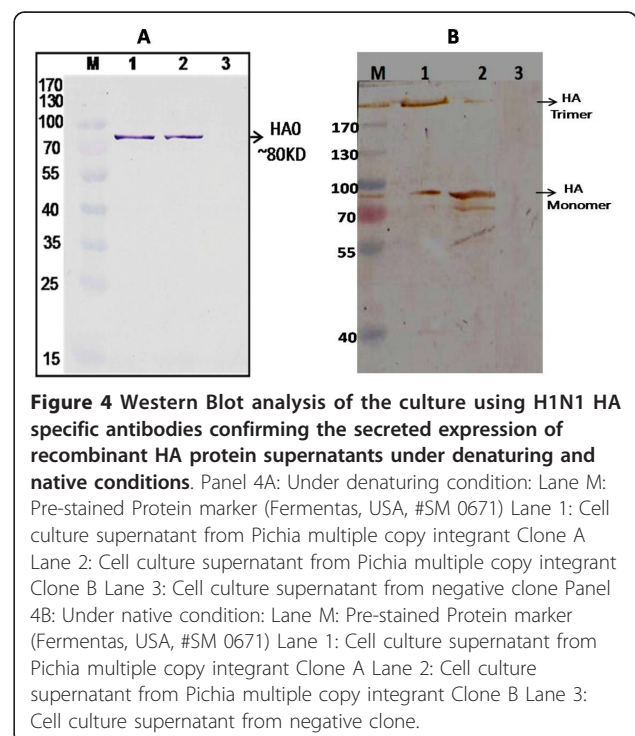 A
M 1 2 3
170
130
100
70
55
40
35
25
15
HA0
~80KD
B
M 1 2 3
170
130
100
70
55
40
HA
Trimer
HA
Monomer
Figure 4 Western Blot analysis of the culture using H1N1 HA
specific antibodies confirming the secreted expression of
recombinant HA protein supernatants under denaturing and
native conditions. Panel 4A: Under denaturing condition: Lane M:
Pre-stained Protein marker (Fermentas, USA, #SM 0671) Lane 1: Cell
culture supernatant from Pichia multiple copy integrant Clone A
Lane 2: Cell culture supernatant from Pichia multiple copy integrant
Clone B Lane 3: Cell culture supernatant from negative clone Panel
4B: Under native condition: Lane M: Pre-stained Protein marker
(Fermentas, USA, #SM 0671) Lane 1: Cell culture supernatant from
Pichia multiple copy integrant Clone A Lane 2: Cell culture
supernatant from Pichia multiple copy integrant Clone B Lane 3:
Cell culture supernatant from negative clone.